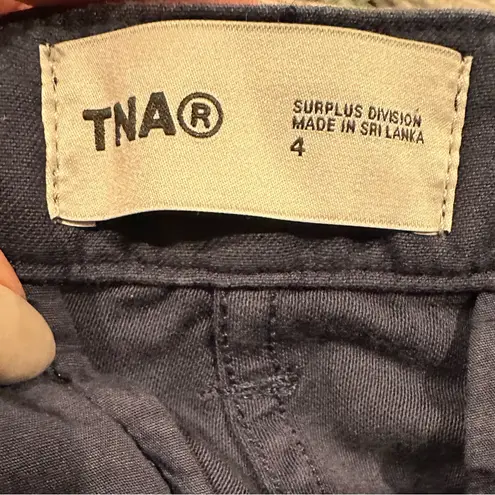 TNA®
SURPLUS DIVISION
MADE IN SRI LANKA
4